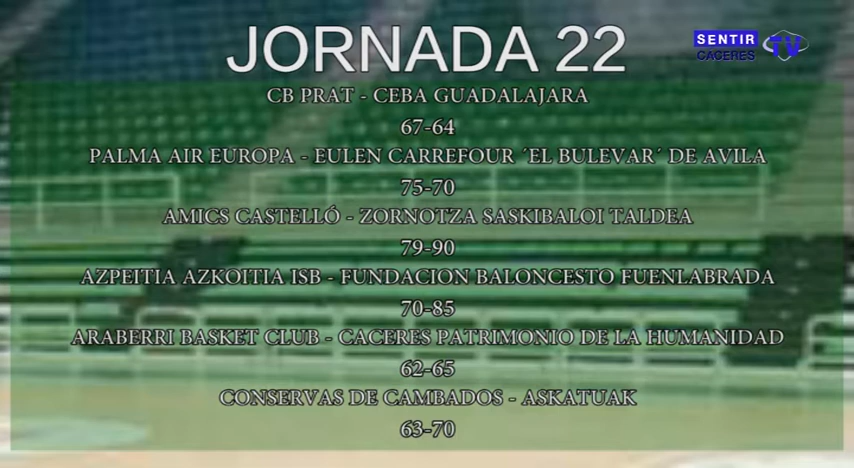 JORNADA 22
SENTIR
CACERES
TV
CB PRAT - CEBA GUADALAJARA
67-64
PALMA AIR EUROPA - EULEN CARREFOUR ´EL BULEVAR´ DE AVILA
75-70
AMICS CASTELLÓ - ZORNOTZA SASKIBALOI TALDEA
79-90
AZPEITIA AZKOITIA ISB - FUNDACION BALONCESTO FUENLABRADA
70-85
ARABERRI BASKET CLUB - CACERES PATRIMONIO DE LA HUMANIDAD
62-65
CONSERVAS DE CAMBADOS - ASKATUAK
63-70